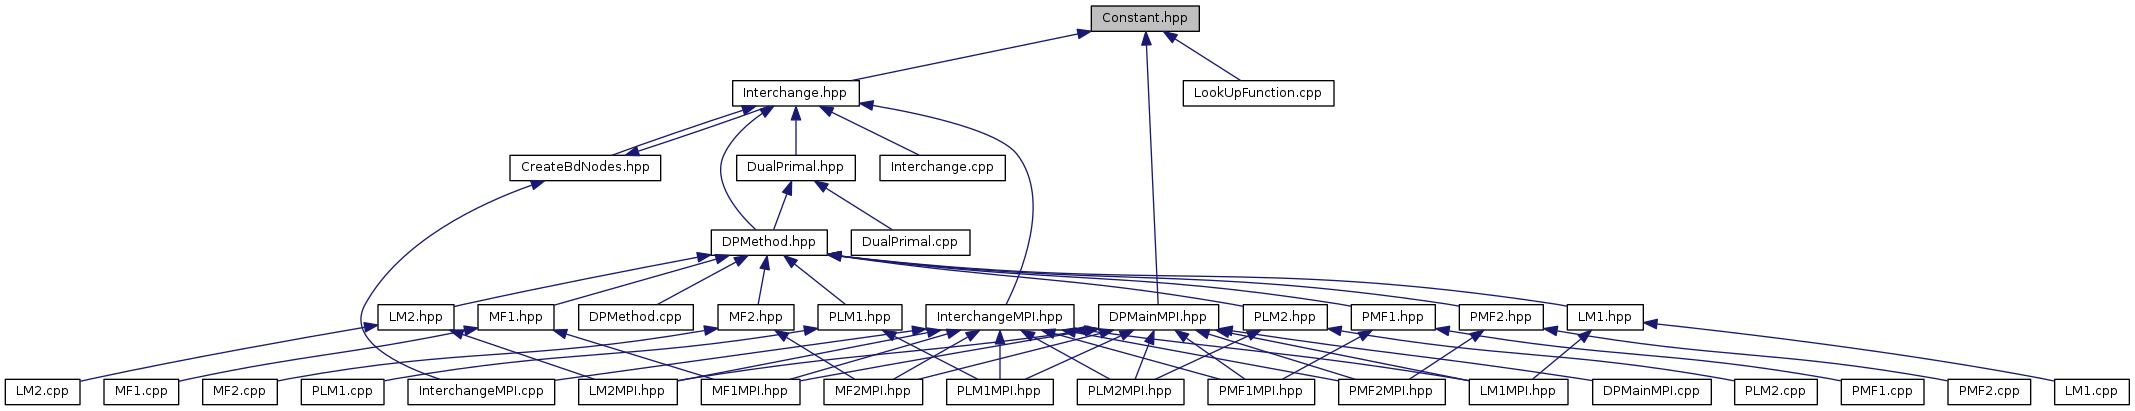 Constant.hpp
Interchange.hpp
LookUpFunction.cpp
CreateBdNodes.hpp
DualPrimal.hpp
Interchange.cpp
DPMethod.hpp
DualPrimal.cpp
LM2.hpp
MF1.hpp
DPMethod.cpp
MF2.hpp
PLM1.hpp
InterchangeMPI.hpp
DPMainMPI.hpp
PLM2.hpp
PMF1.hpp
PMF2.hpp
LM1.hpp
LM2.cpp
MF1.cpp
MF2.cpp
PLM1.cpp
InterchangeMPI.cpp
LM2MPI.hpp
MF1MPI.hpp
MF2MPI.hpp
PLM1MPI.hpp
PLM2MPI.hpp
PMF1MPI.hpp
PMF2MPI.hpp
LM1MPI.hpp
DPMainMPI.cpp
PLM2.cpp
PMF1.cpp
PMF2.cpp
LM1.cpp